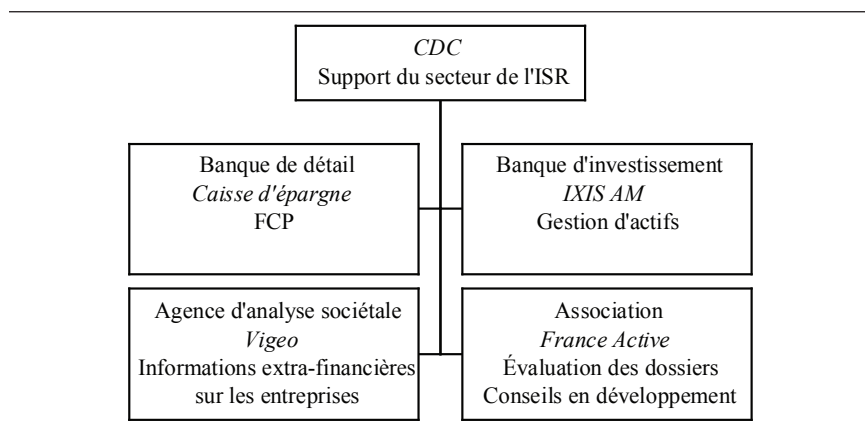 CDC
Support du secteur de l'ISR
Banque de détail
Caisse d'épargne
FCP
Banque d'investissement
IXIS AM
Gestion d'actifs
Agence d'analyse sociétale
Vigeo
Informations extra-financières
sur les entreprises
Association
France Active
Évaluation des dossiers
Conseils en développement